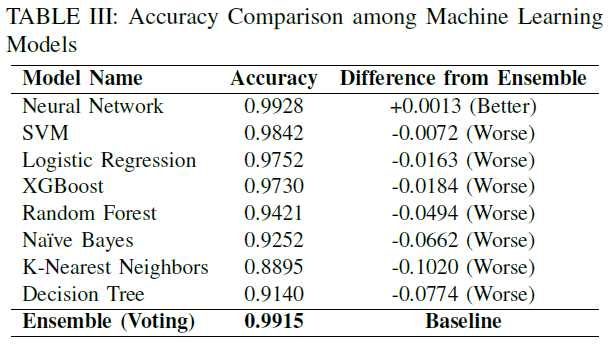 TABLE III: Accuracy Comparison among Machine Learning
Models
Model Name Accuracy Difference from Ensemble
Neural Network 0.9928 +0.0013 (Better)
SVM 0.9842 -0.0072 (Worse)
Logistic Regression 0.9752 -0.0163 (Worse)
XGBoost 0.9730 -0.0184 (Worse)
Random Forest 0.9421 -0.0494 (Worse)
Naïve Bayes 0.9252 -0.0662 (Worse)
K-Nearest Neighbors 0.8895 -0.1020 (Worse)
Decision Tree 0.9140 -0.0774 (Worse)
Ensemble (Voting) 0.9915 Baseline